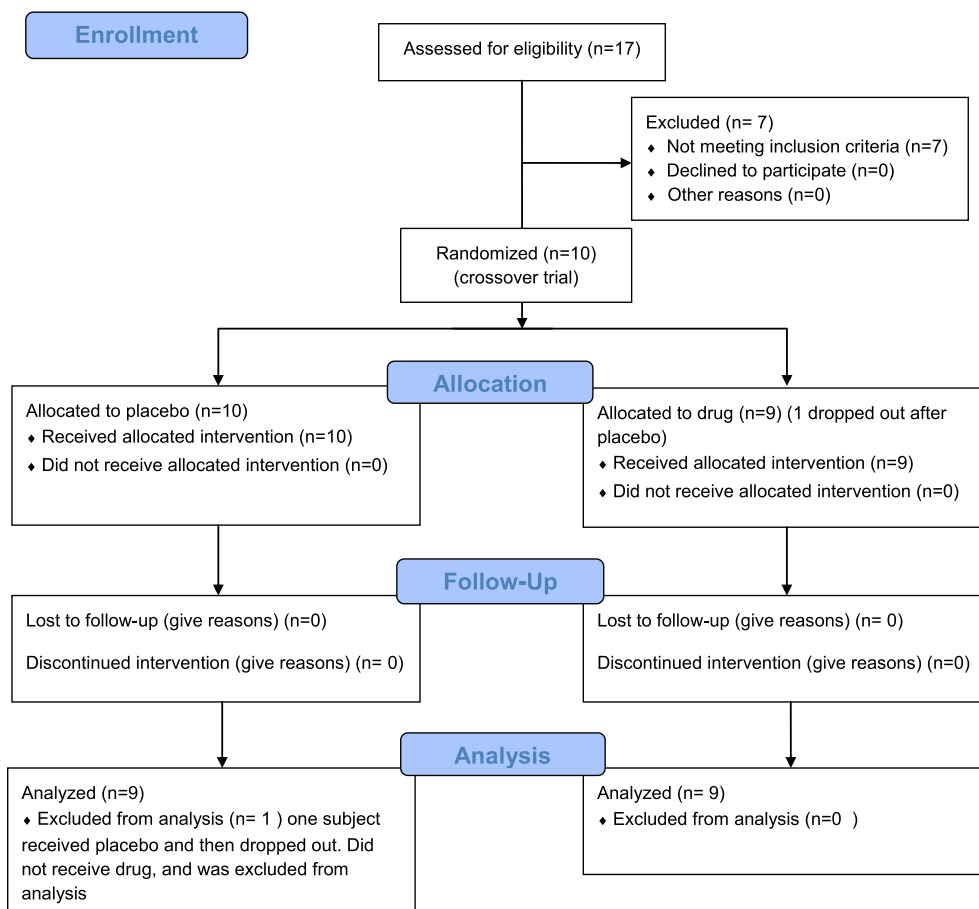 Enrollment
Assessed for eligibility (n=17)
Excluded (n= 7)
♦ Not meeting inclusion criteria (n=7)
♦ Declined to participate (n=0)
♦ Other reasons (n=0)
Randomized (n=10)
(crossover trial)
Allocation
Allocated to placebo (n=10)
♦ Received allocated intervention (n=10)
♦ Did not receive allocated intervention (n=0)
Allocated to drug (n=9) (1 dropped out after
placebo)
♦ Received allocated intervention (n=9)
♦ Did not receive allocated intervention (n=0)
Follow-Up
Lost to follow-up (give reasons) (n=0)
Discontinued intervention (give reasons) (n= 0)
Lost to follow-up (give reasons) (n= 0)
Discontinued intervention (give reasons) (n=0)
Analysis
Analyzed (n=9)
♦ Excluded from analysis (n= 1 ) one subject
received placebo and then dropped out. Did
not receive drug, and was excluded from
analysis
Analyzed (n= 9)
♦ Excluded from analysis (n=0  )